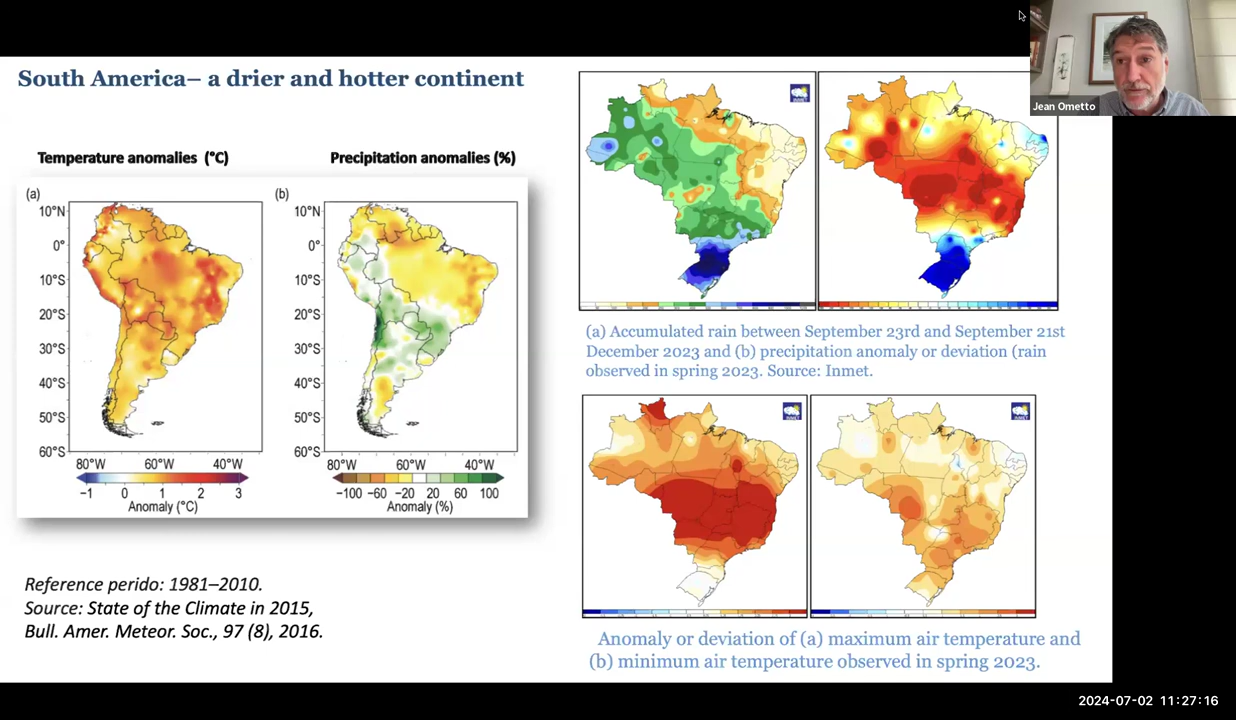 South America– a drier and hotter continent
Temperature anomalies (°C)
Precipitation anomalies (%)
(a)
10°N
0°
10°S
20°S
30°S
40°S
50°S
60°S
80°W 60°W 40°W
−1 0 1 2 3
Anomaly (°C)
(b)
10°N
0°
10°S
20°S
30°S
40°S
50°S
60°S
80°W 60°W 40°W
−100 −60 −20 20 60 100
Anomaly (%)
Reference perido: 1981–2010.
Source: State of the Climate in 2015,
Bull. Amer. Meteor. Soc., 97 (8), 2016.
INMET
(a) Accumulated rain between September 23rd and September 21st
December 2023 and (b) precipitation anomaly or deviation (rain
observed in spring 2023. Source: Inmet.
INMET
INMET
Anomaly or deviation of (a) maximum air temperature and
(b) minimum air temperature observed in spring 2023.
Jean Ometto
2024-07-02 11:27:16